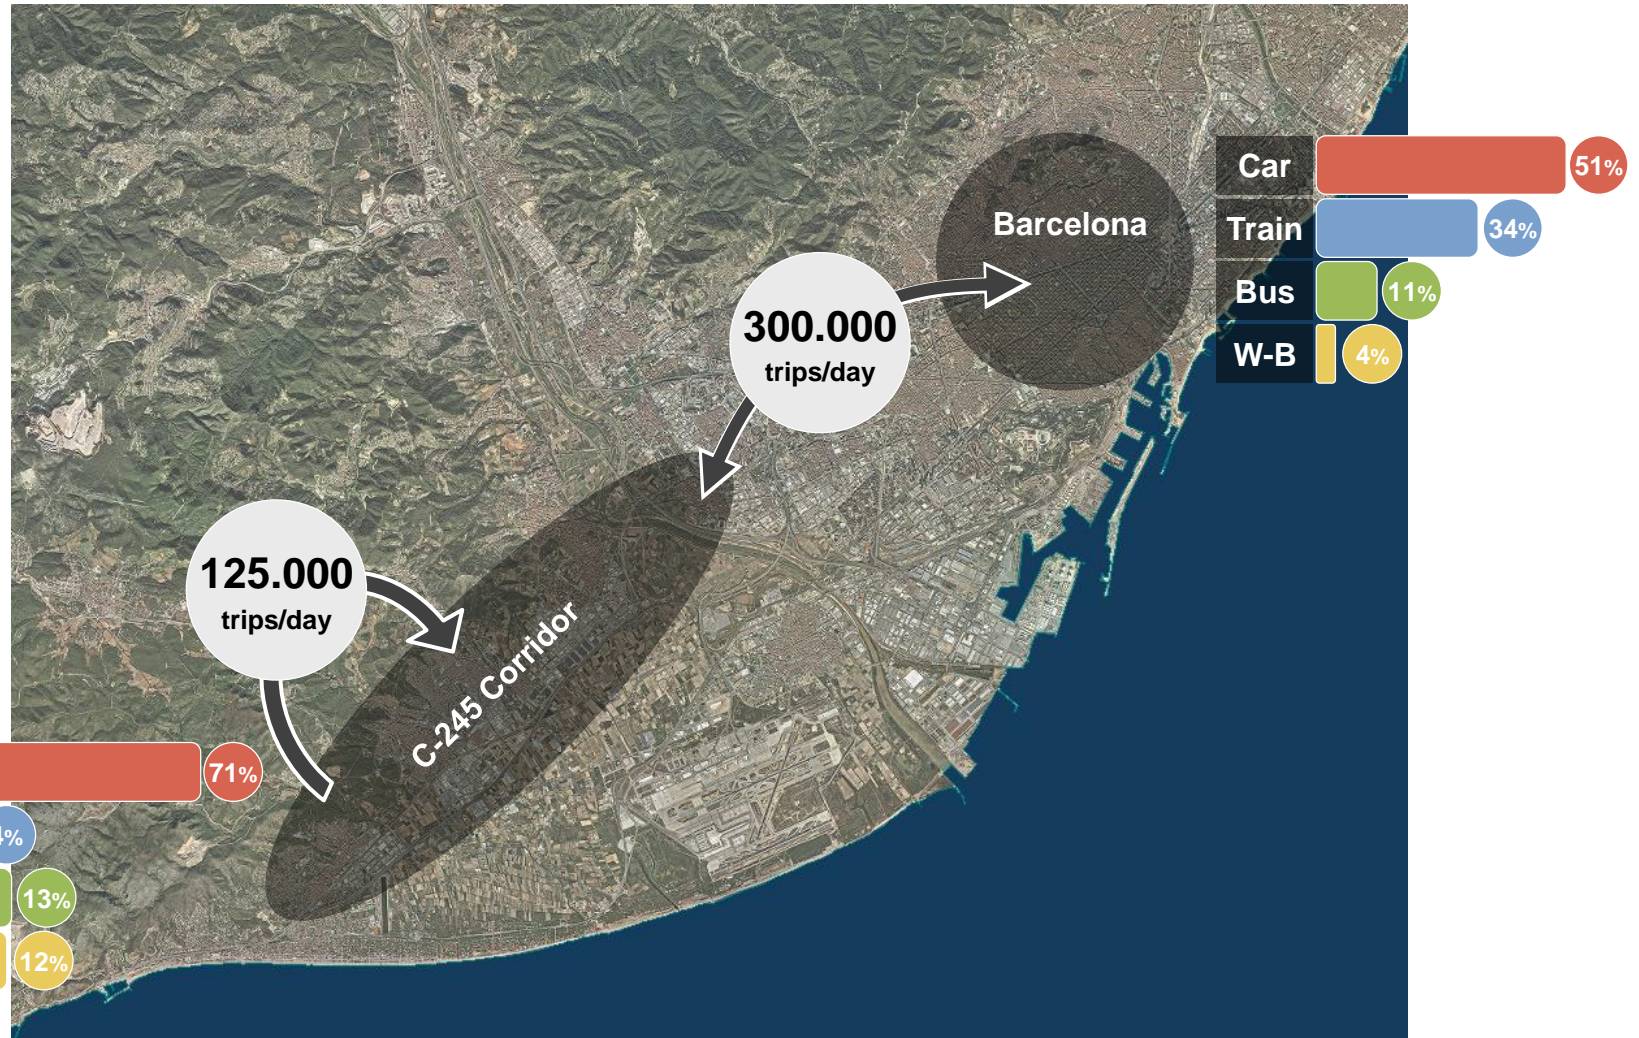 Car 51%
Train 34%
Barcelona
Bus 11%
300.000
trips/day
W-B 4%
125.000
trips/day
C-245 Corridor
71%
4%
13%
12%